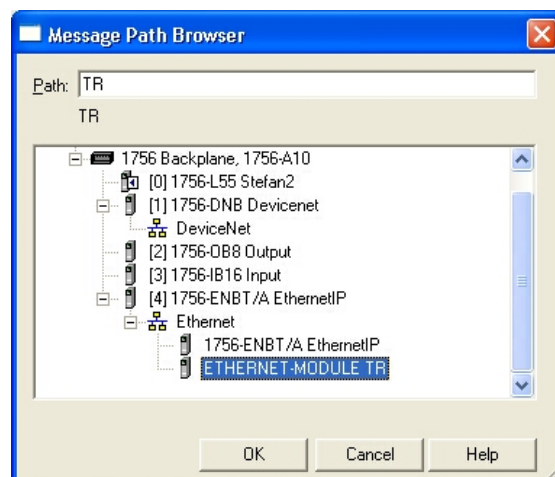 Message Path Browser
Path: TR
TR
1756 Backplane, 1756-A10
[0] 1756-L55 Stefan2
[1] 1756-DNB Devicenet
DeviceNet
[2] 1756-OB8 Output
[3] 1756-IB16 Input
[4] 1756-ENBT/A EthernetIP
Ethernet
1756-ENBT/A EthernetIP
ETHERNET-MODULE TR
OK Cancel Help